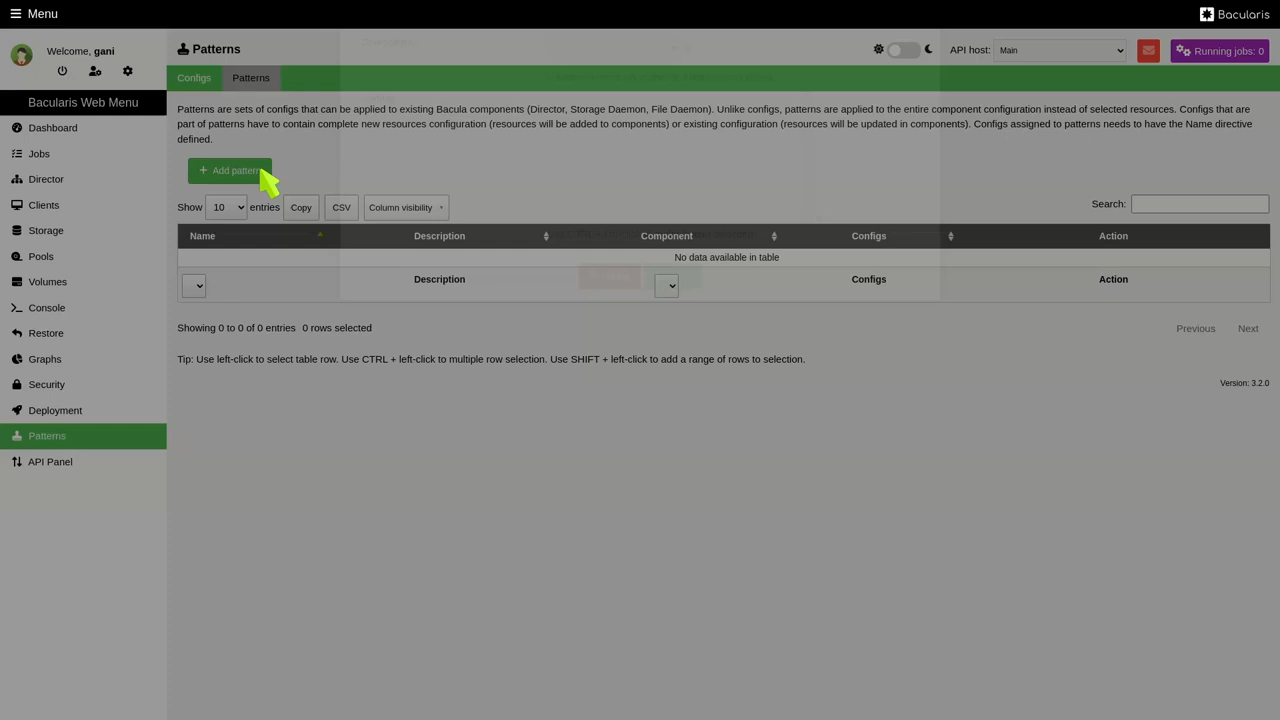 Menu
Bacularis
Welcome, gani
Patterns
API host:
Main
Running jobs: 0
Configs
Patterns
Bacularis Web Menu
Dashboard
Jobs
Director
Clients
Storage
Pools
Volumes
Console
Restore
Graphs
Security
Deployment
Patterns
API Panel
Patterns are sets of configs that can be applied to existing Bacula components (Director, Storage Daemon, File Daemon). Unlike configs, patterns are applied to the entire component configuration instead of selected resources. Configs that are
part of patterns have to contain complete new resources configuration (resources will be added to components) or existing configuration (resources will be updated in components). Configs assigned to patterns needs to have the Name directive
defined.
Add pattern
Show 10 entries Copy CSV Column visibility
Search:
Name Description Component Configs Action
No data available in table
Description Configs Action
Showing 0 to 0 of 0 entries 0 rows selected
Previous Next
Tip: Use left-click to select table row. Use CTRL + left-click to multiple row selection. Use SHIFT + left-click to add a range of rows to selection.
Version: 3.2.0